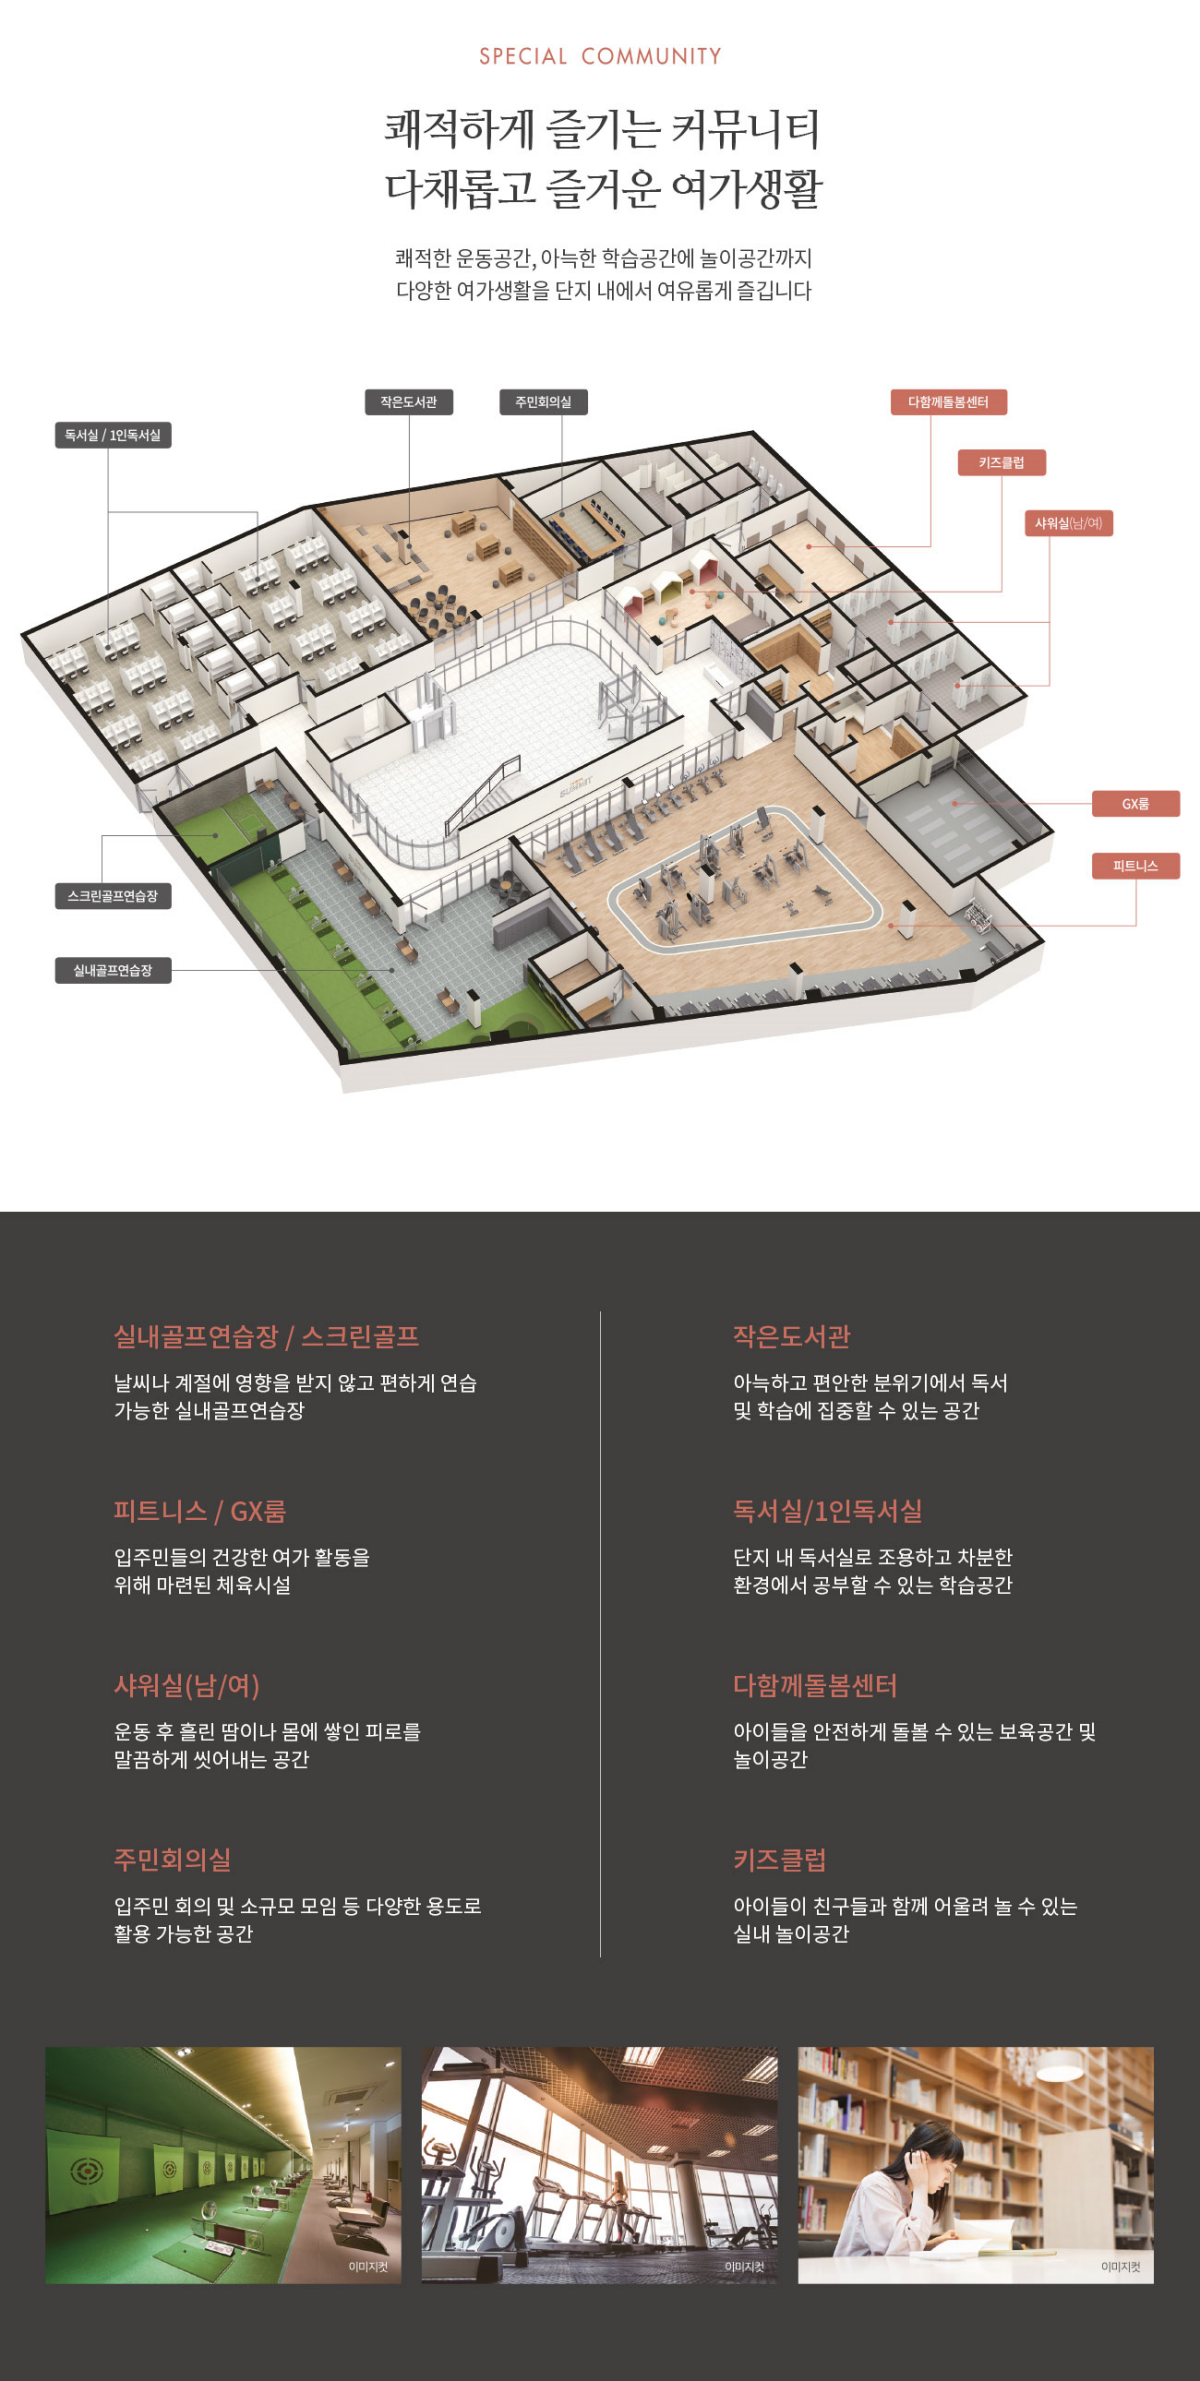 SPECIAL COMMUNITY
쾌적하게 즐기는 커뮤니티
다채롭고 즐거운 여가생활
쾌적한 운동공간, 아늑한 학습공간에 놀이공간까지
다양한 여가생활을 단지 내에서 여유롭게 즐깁니다
작은도서관
주민회의실
다함께돌봄센터
독서실 / 1인독서실
키즈클럽
샤워실(남/여)
SUMMIT
GX룸
피트니스
스크린골프연습장
실내골프연습장
실내골프연습장 / 스크린골프
날씨나 계절에 영향을 받지 않고 편하게 연습
가능한 실내골프연습장
피트니스 / GX룸
입주민들의 건강한 여가 활동을
위해 마련된 체육시설
샤워실(남/여)
운동 후 흘린 땀이나 몸에 쌓인 피로를
말끔하게 씻어내는 공간
주민회의실
입주민 회의 및 소규모 모임 등 다양한 용도로
활용 가능한 공간
작은도서관
아늑하고 편안한 분위기에서 독서
및 학습에 집중할 수 있는 공간
독서실/1인독서실
단지 내 독서실로 조용하고 차분한
환경에서 공부할 수 있는 학습공간
다함께돌봄센터
아이들을 안전하게 돌볼 수 있는 보육공간 및
놀이공간
키즈클럽
아이들이 친구들과 함께 어울려 놀 수 있는
실내 놀이공간
이미지컷
이미지컷
이미지컷